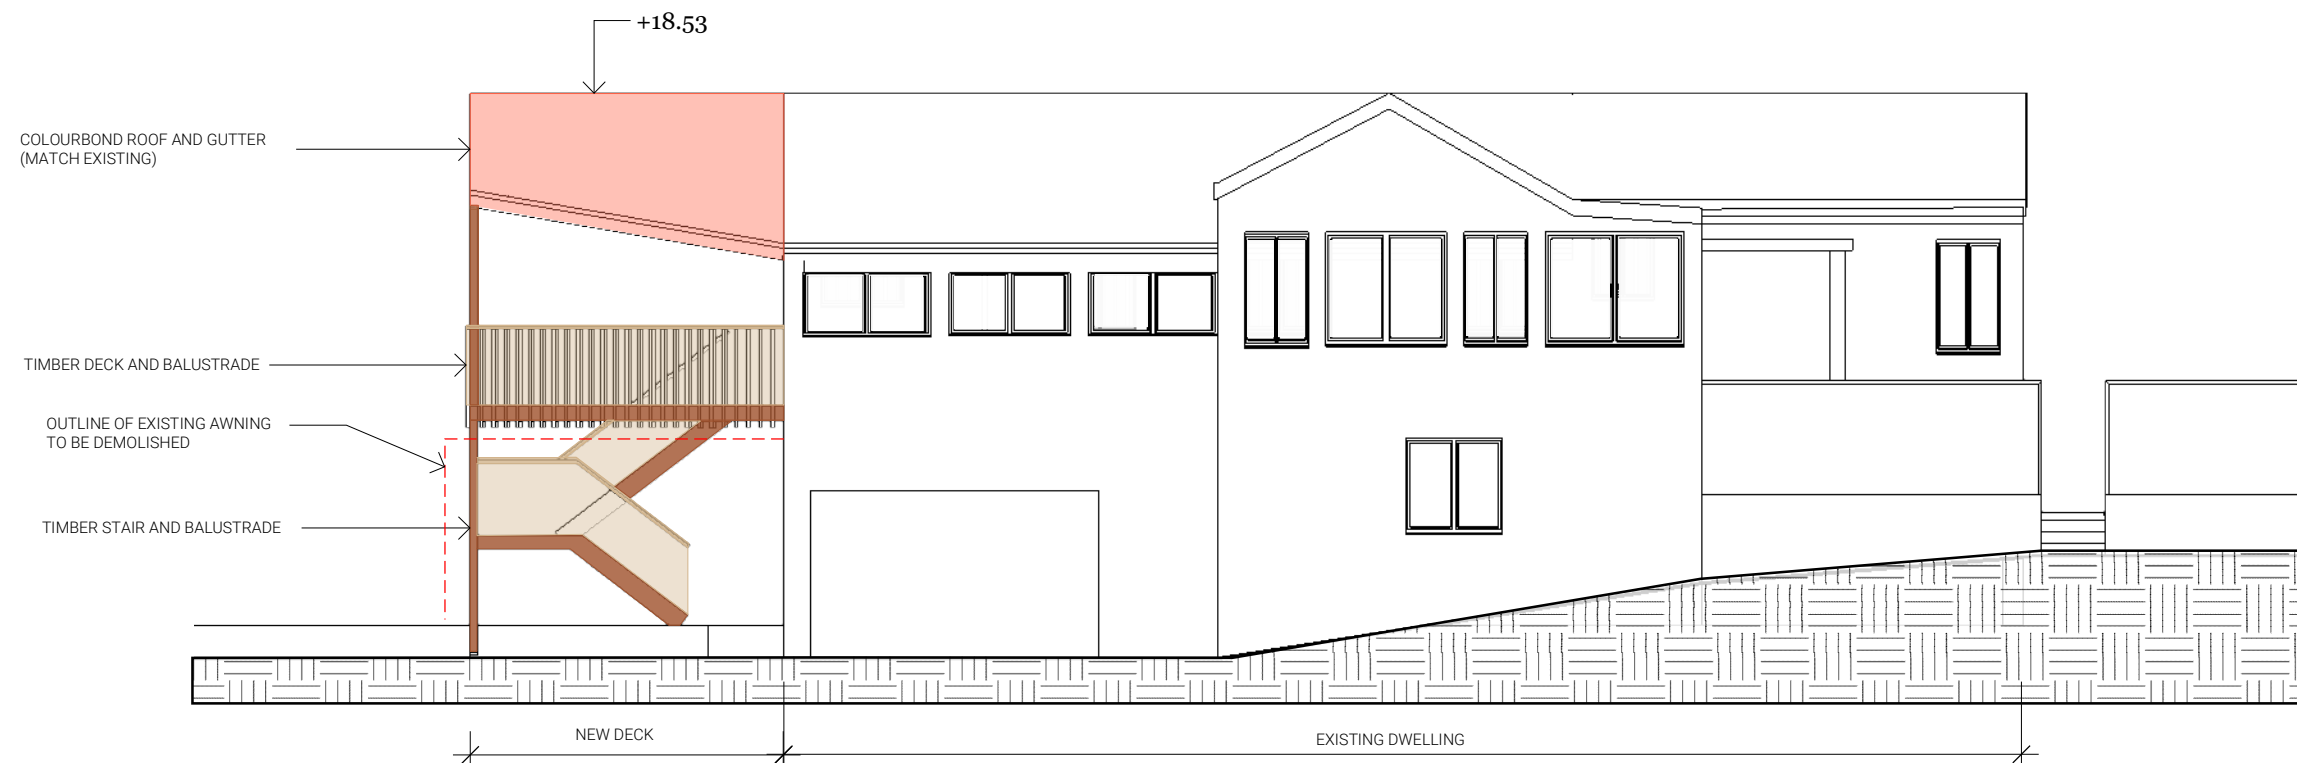 +18.53
COLOURBOND ROOF AND GUTTER
(MATCH EXISTING)
TIMBER DECK AND BALUSTRADE
OUTLINE OF EXISTING AWNING
TO BE DEMOLISHED
TIMBER STAIR AND BALUSTRADE
NEW DECK
EXISTING DWELLING